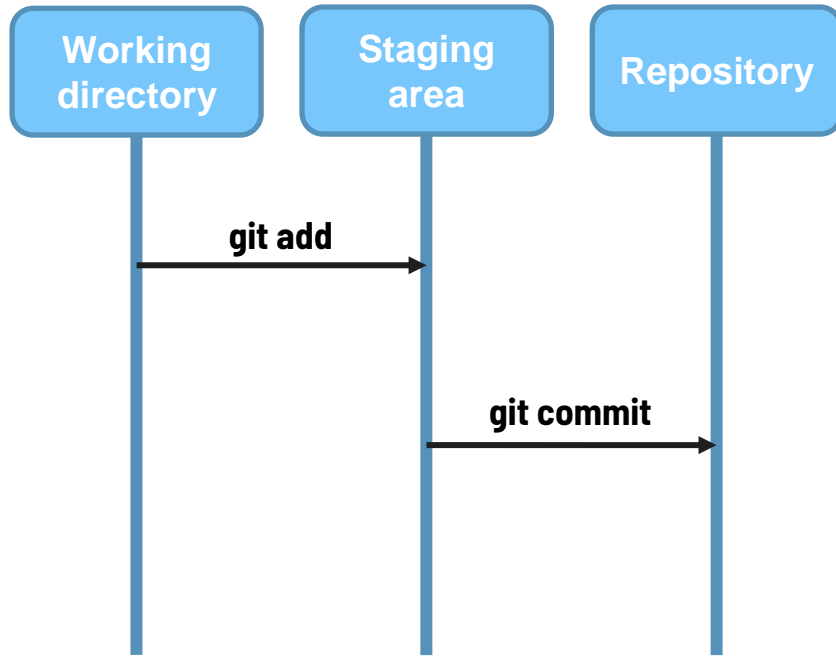 Working
directory
Staging
area
Repository
git add
git commit